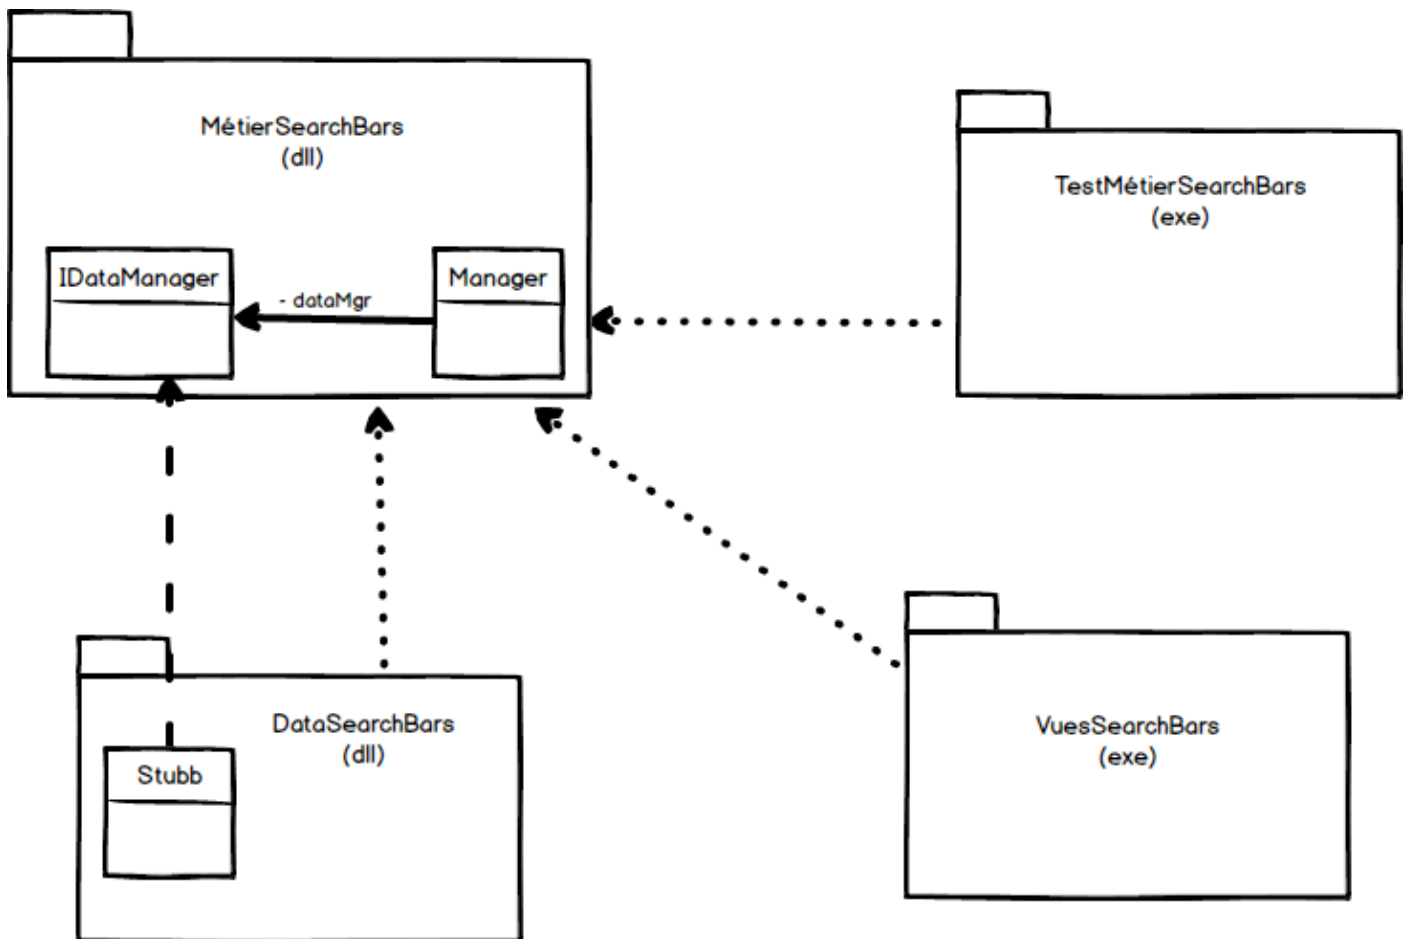 MétierSearchBars
(dll)
IDataManager
- dataMgr
Manager
TestMétierSearchBars
(exe)
DataSearchBars
(dll)
Stubb
VuesSearchBars
(exe)